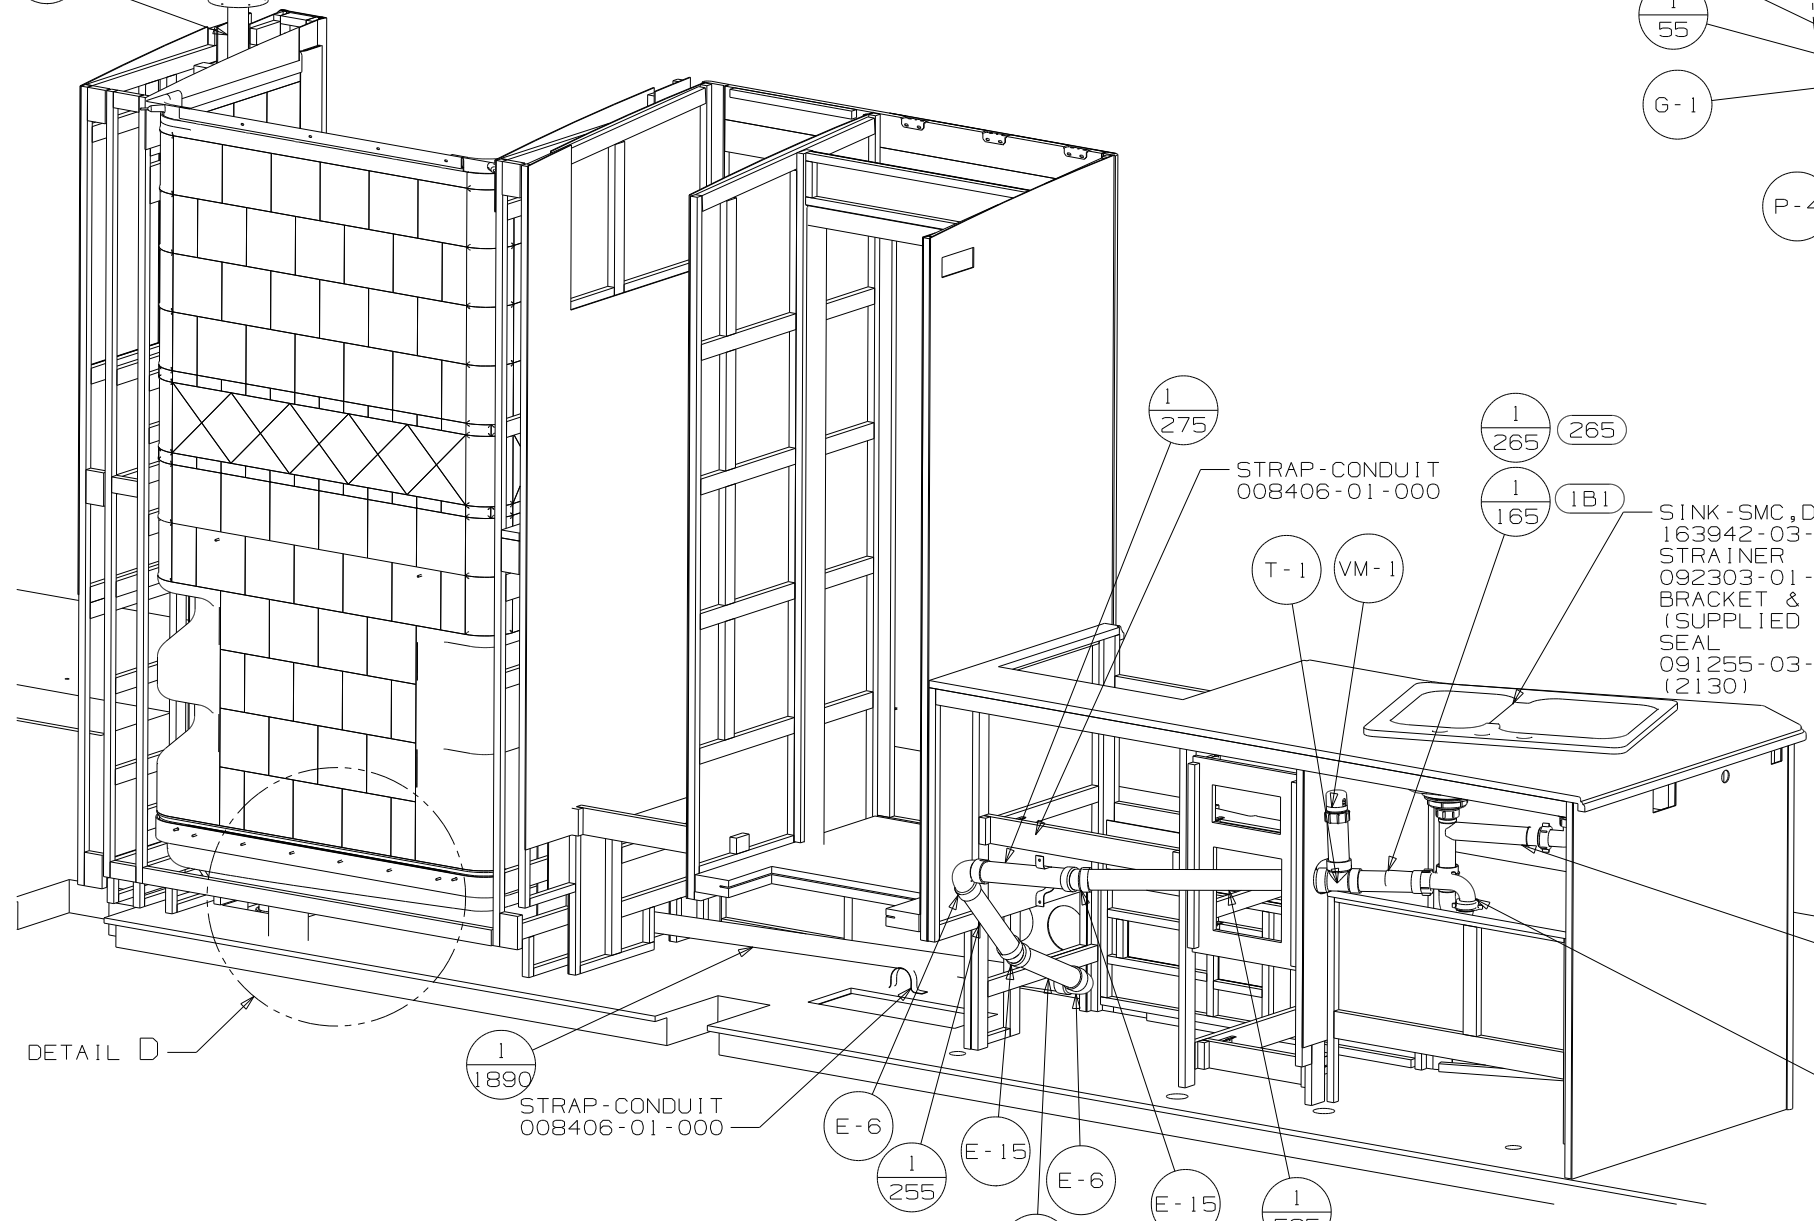 1
55
G-1
P-4
1
275
1
265
265
STRAP-CONDUIT
008406-01-000
1
165
1B1
SINK-SMC,D
163942-03-
STRAINER
092303-01-
BRACKET &
(SUPPLIED
SEAL
091255-03-
(2130)
T-1
VM-1
DETAIL D
1
1890
STRAP-CONDUIT
008406-01-000
E-6
1
255
E-15
E-6
E-15
1